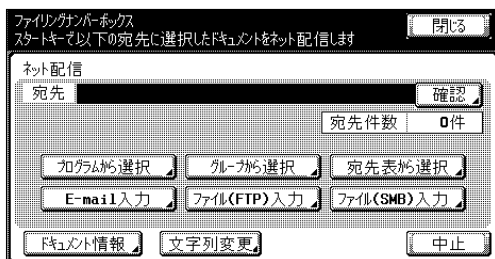 ファイリングナンバーボックス
スタートキーで以下の宛先に選択したドキュメントをネット配信します
閉じる
ネット配信
宛先
確認
宛先件数 0件
プログラムから選択 グループから選択 宛先表から選択
E-mail入力 ファイル(FTP)入力 ファイル(SMB)入力
ドキュメント情報 文字列変更 中止